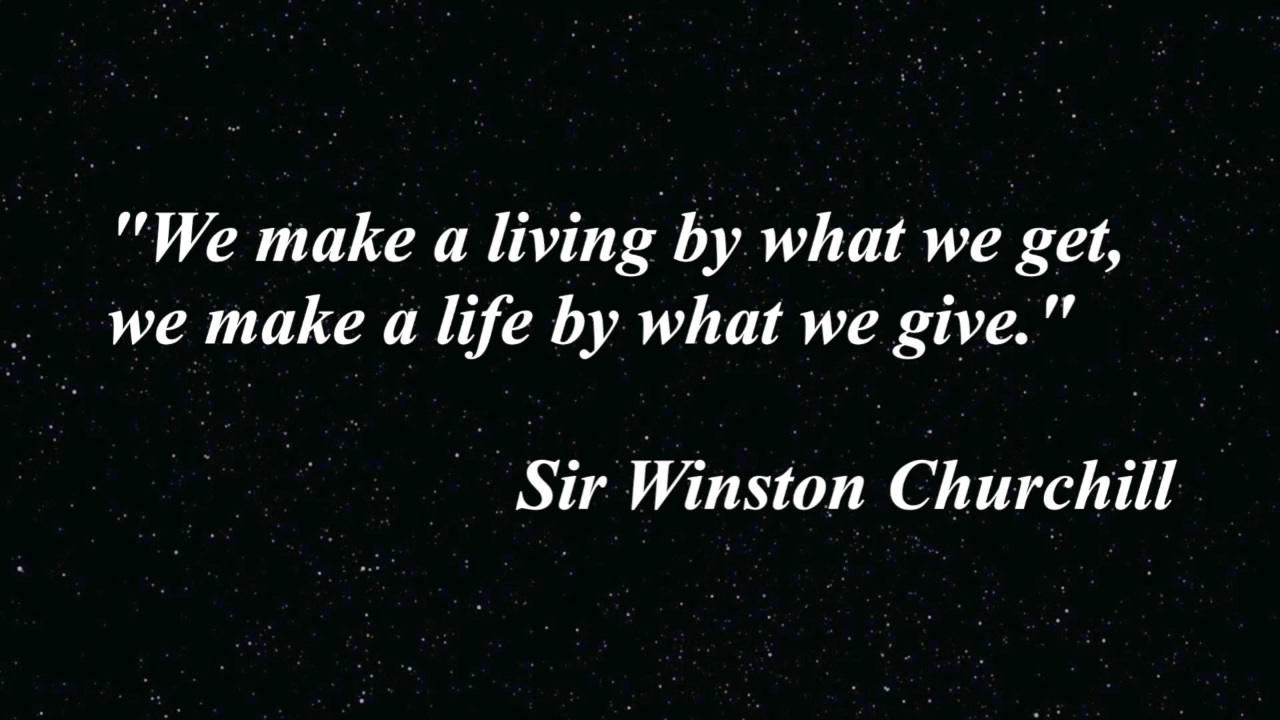 "We make a living by what we get,
we make a life by what we give."
Sir Winston Churchill